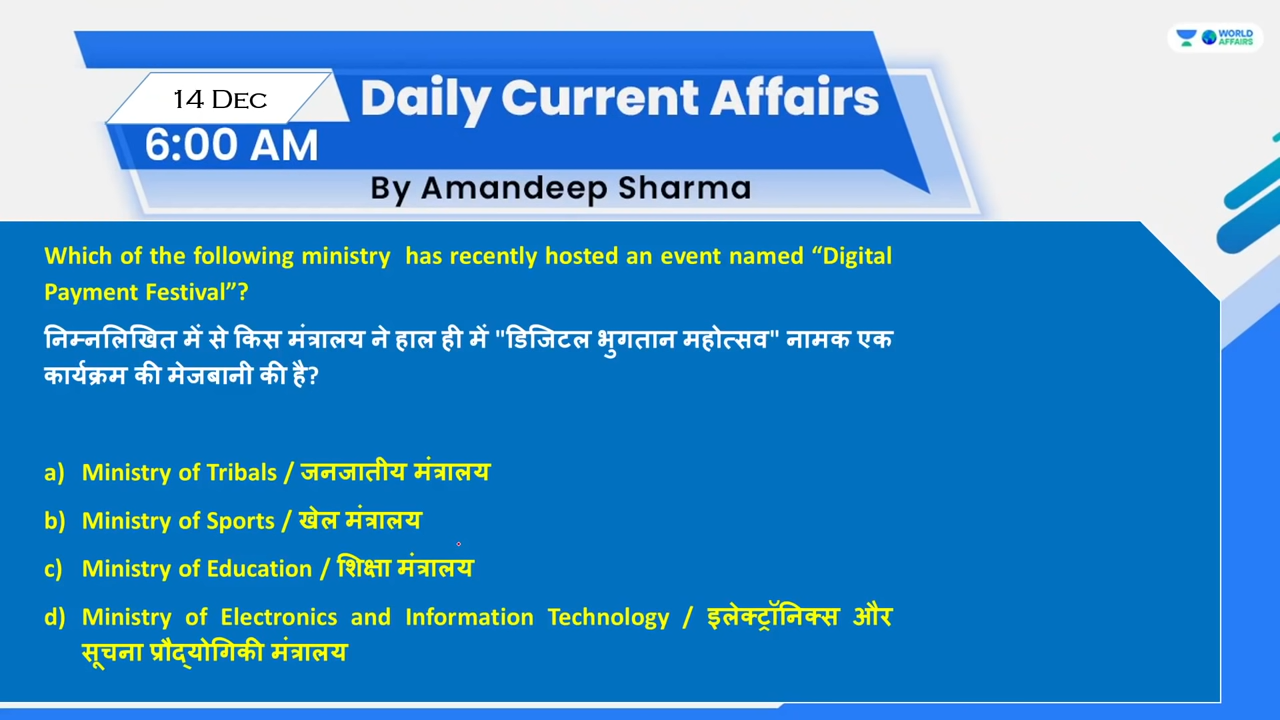 WORLD
AFFAIRS
14 DEC
Daily Current Affairs
6:00 AM
By Amandeep Sharma
Which of the following ministry has recently hosted an event named “Digital
Payment Festival”?
निम्नलिखित में से किस मंत्रालय ने हाल ही में "डिजिटल भुगतान महोत्सव" नामक एक
कार्यक्रम की मेजबानी की है?
a) Ministry of Tribals / जनजातीय मंत्रालय
b) Ministry of Sports / खेल मंत्रालय
c) Ministry of Education / शिक्षा मंत्रालय
d) Ministry of Electronics and Information Technology / इलेक्ट्रॉनिक्स और
सूचना प्रौद्योगिकी मंत्रालय